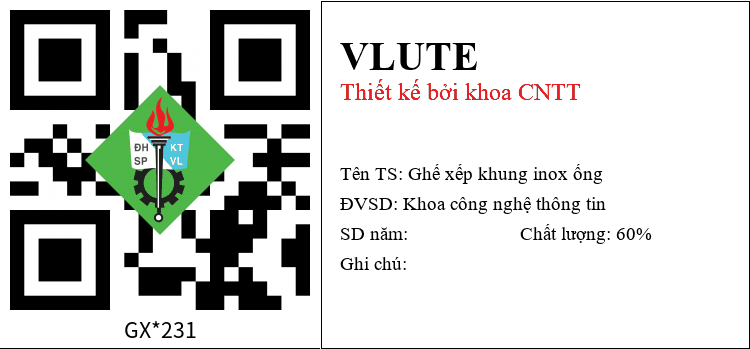 ĐH KT
SP VL
GX*231
VLUTE
Thiết kế bởi khoa CNTT
Tên TS: Ghế xếp khung inox ống
ĐVSD: Khoa công nghệ thông tin
SD năm: Chất lượng: 60%
Ghi chú: